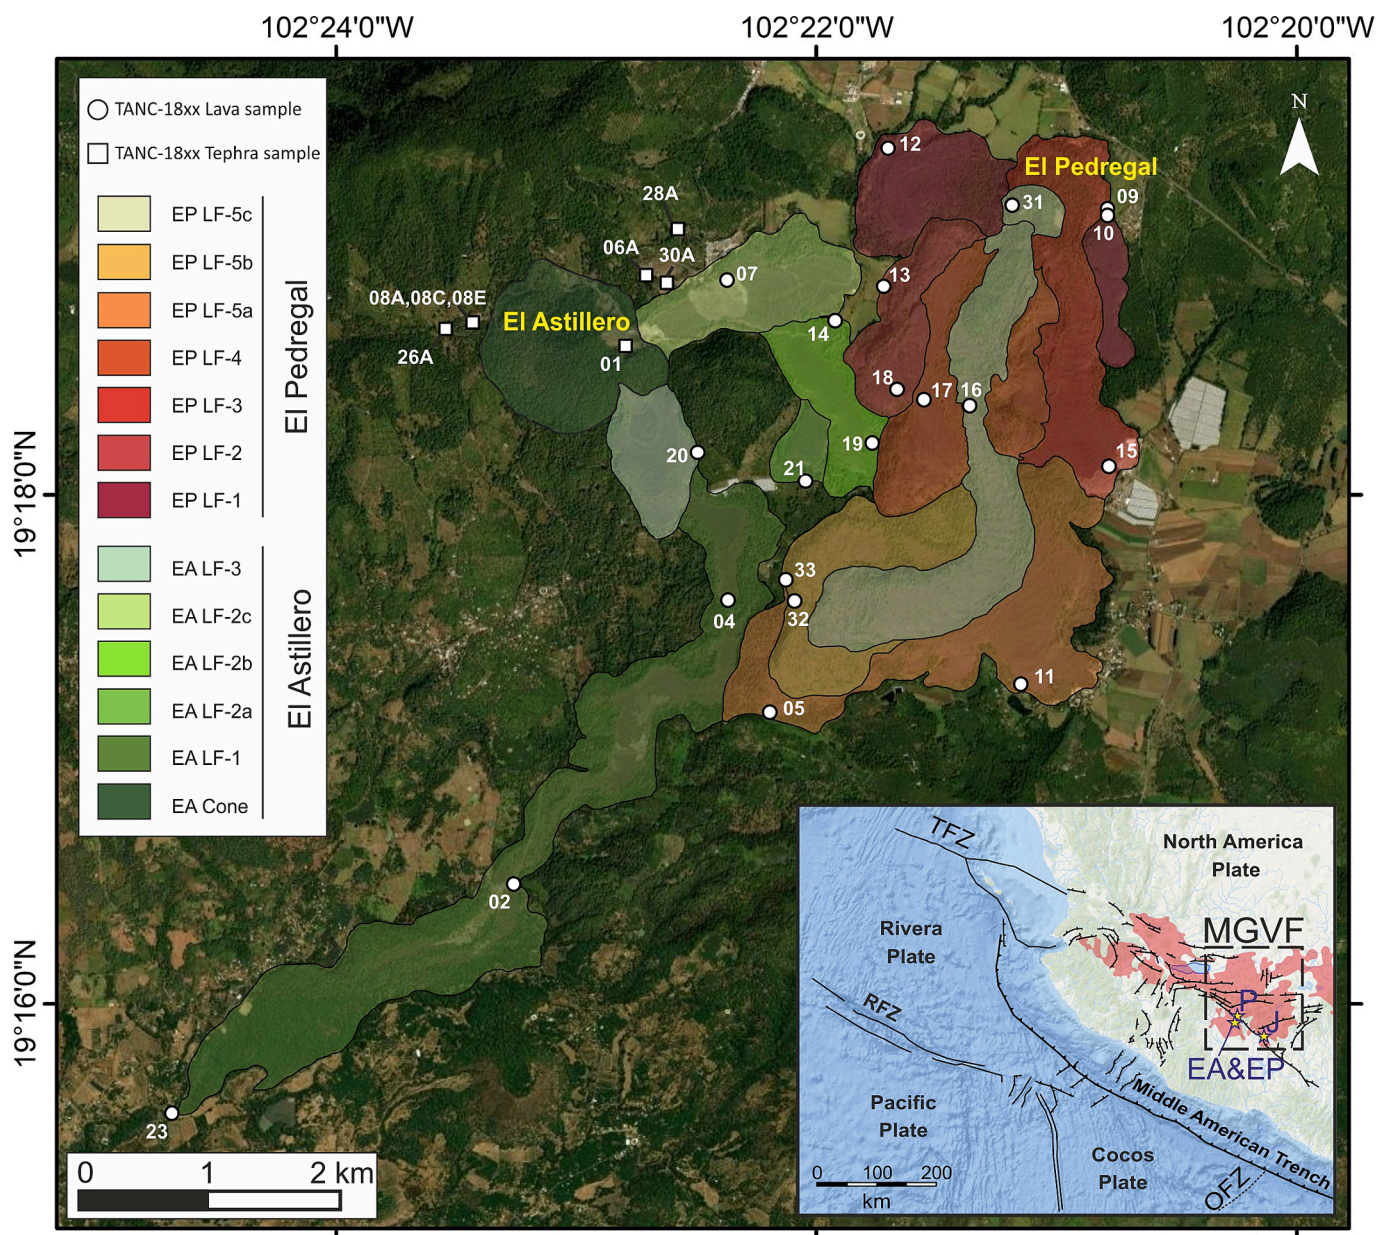 102°24'0"W
102°22'0"W
102°20'0"W
TANC-18xx Lava sample
TANC-18xx Tephra sample
EP LF-5c
EP LF-5b
EP LF-5a
EP LF-4
EP LF-3
EP LF-2
EP LF-1
El Pedregal
EA LF-3
EA LF-2c
EA LF-2b
EA LF-2a
EA LF-1
EA Cone
El Astillero
N
12
El Pedregal
28A
31
09
10
06A
30A
07
13
08A,08C,08E
El Astillero
14
26A
01
18
17
16
19
15
20
21
33
04
32
11
05
02
23
19°18'0"N
19°16'0"N
0 1 2 km
TFZ
North America
Plate
Rivera
Plate
MGVF
RFZ
P
J
EA&EP
Pacific
Plate
Middle American Trench
Cocos
Plate
OFZ
0 100 200
km